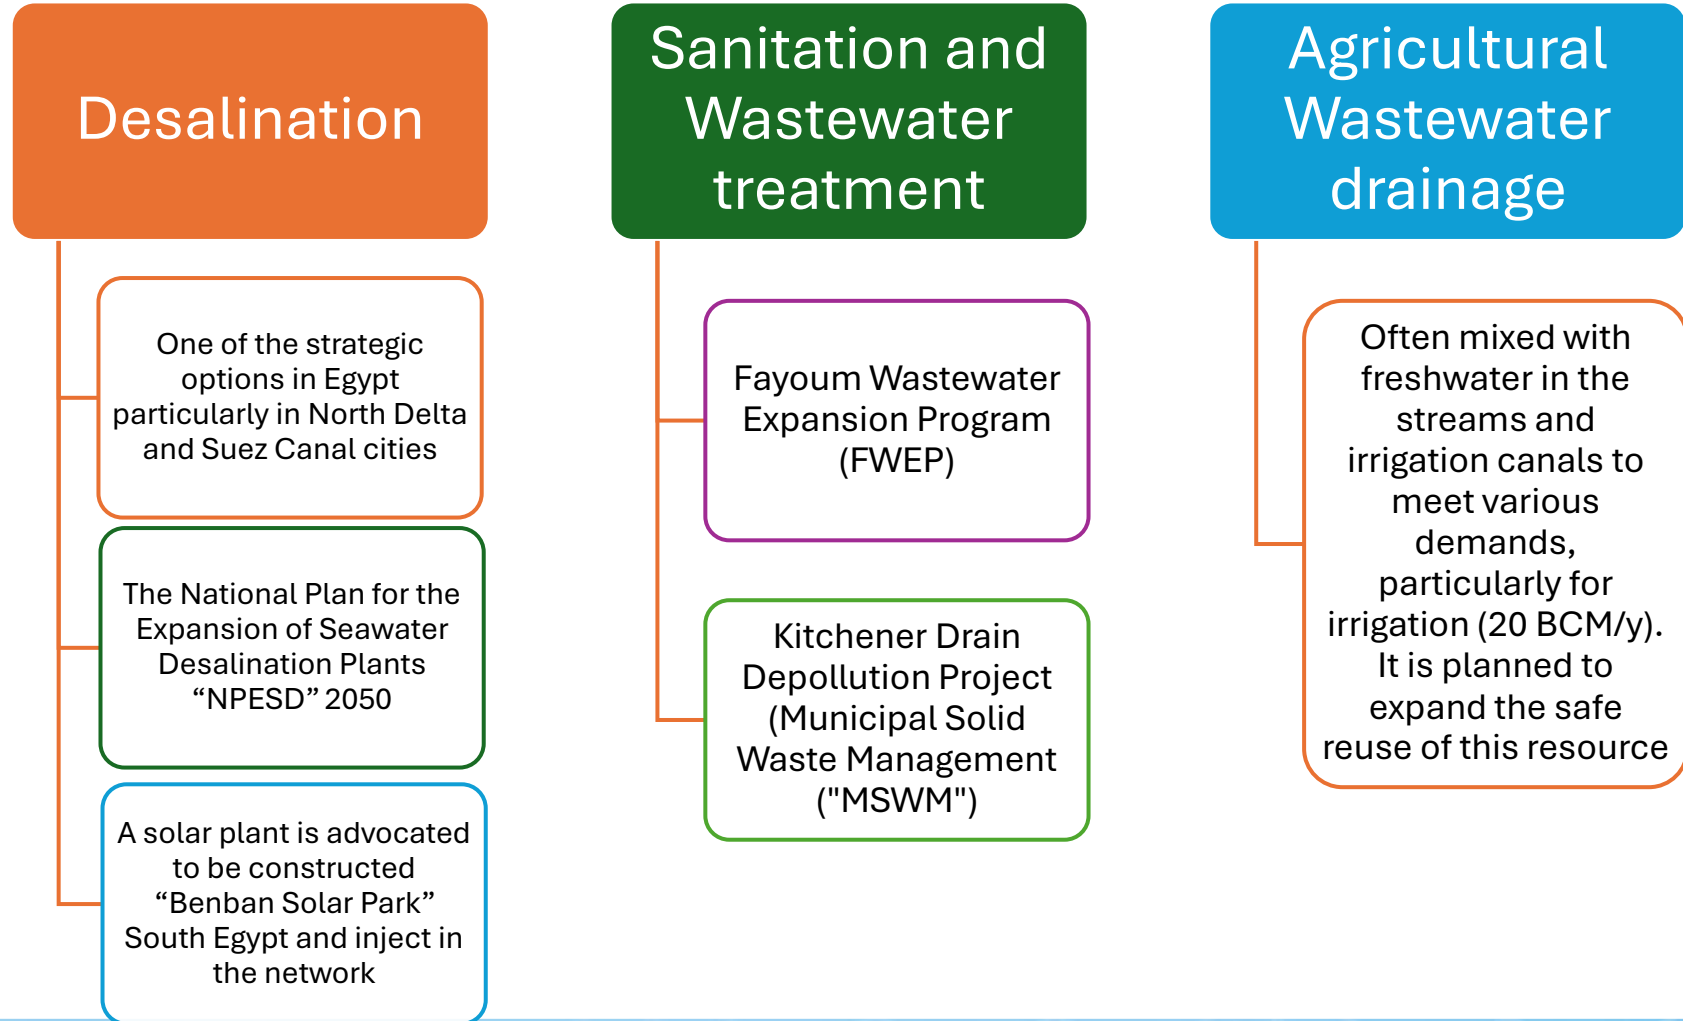 Desalination
One of the strategic
options in Egypt
particularly in North Delta
and Suez Canal cities
The National Plan for the
Expansion of Seawater
Desalination Plants
“NPESD” 2050
A solar plant is advocated
to be constructed
“Benban Solar Park”
South Egypt and inject in
the network
Sanitation and
Wastewater
treatment
Fayoum Wastewater
Expansion Program
(FWEP)
Kitchener Drain
Depollution Project
(Municipal Solid
Waste Management
("MSWM")
Agricultural
Wastewater
drainage
Often mixed with
freshwater in the
streams and
irrigation canals to
meet various
demands,
particularly for
irrigation (20 BCM/y).
It is planned to
expand the safe
reuse of this resource